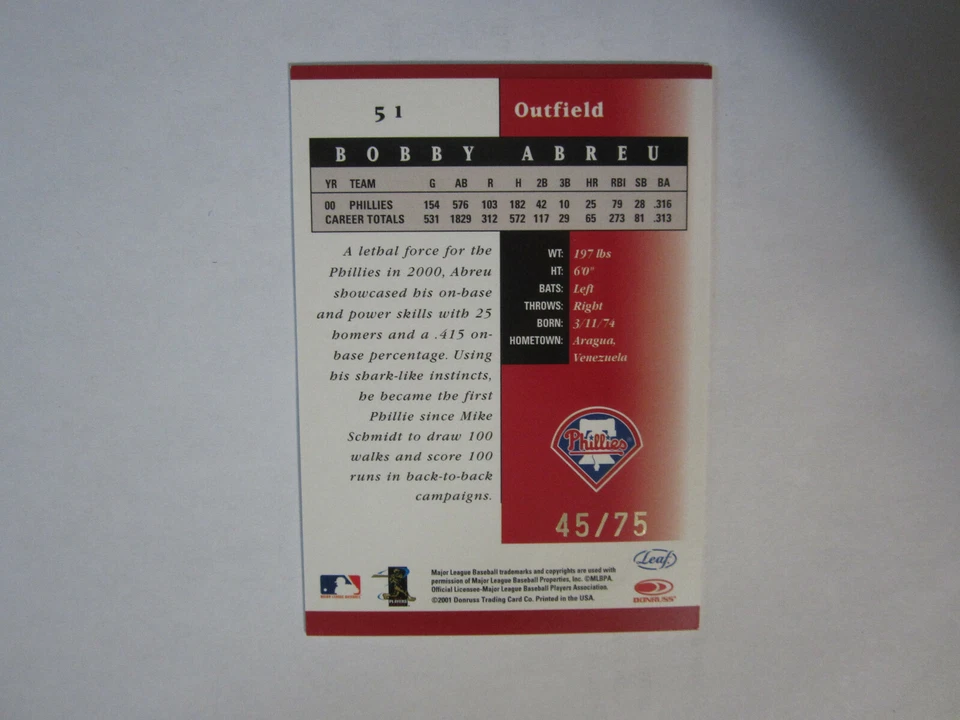 51
Outfield
BOBBY ABREU
YR TEAM G AB R H 2B 3B HR RBI SB BA
00 PHILLIES 154 576 103 182 42 10 25 79 28 .316
CAREER TOTALS 531 1829 312 572 117 29 65 273 81 .313
A lethal force for the
Phillies in 2000, Abreu
showcased his on-base
and power skills with 25
homers and a .415 on-
base percentage. Using
his shark-like instincts,
he became the first
Phillie since Mike
Schmidt to draw 100
walks and score 100
runs in back-to-back
campaigns.
WT: 197 lbs
HT: 6'0"
BATS: Left
THROWS: Right
BORN: 3/11/74
HOMETOWN: Aragua,
Venezuela
Phillies
45/75
Leaf
Major League Baseball trademarks and copyrights are used with
permission of Major League Baseball Properties, Inc. ©MLBPA,
Official Licensee-Major League Baseball Players Association.
©2001 Donruss Trading Card Co. Printed in the USA.
MAJOR LEAGUE BASEBALL
PLAYERS
DONRUSS